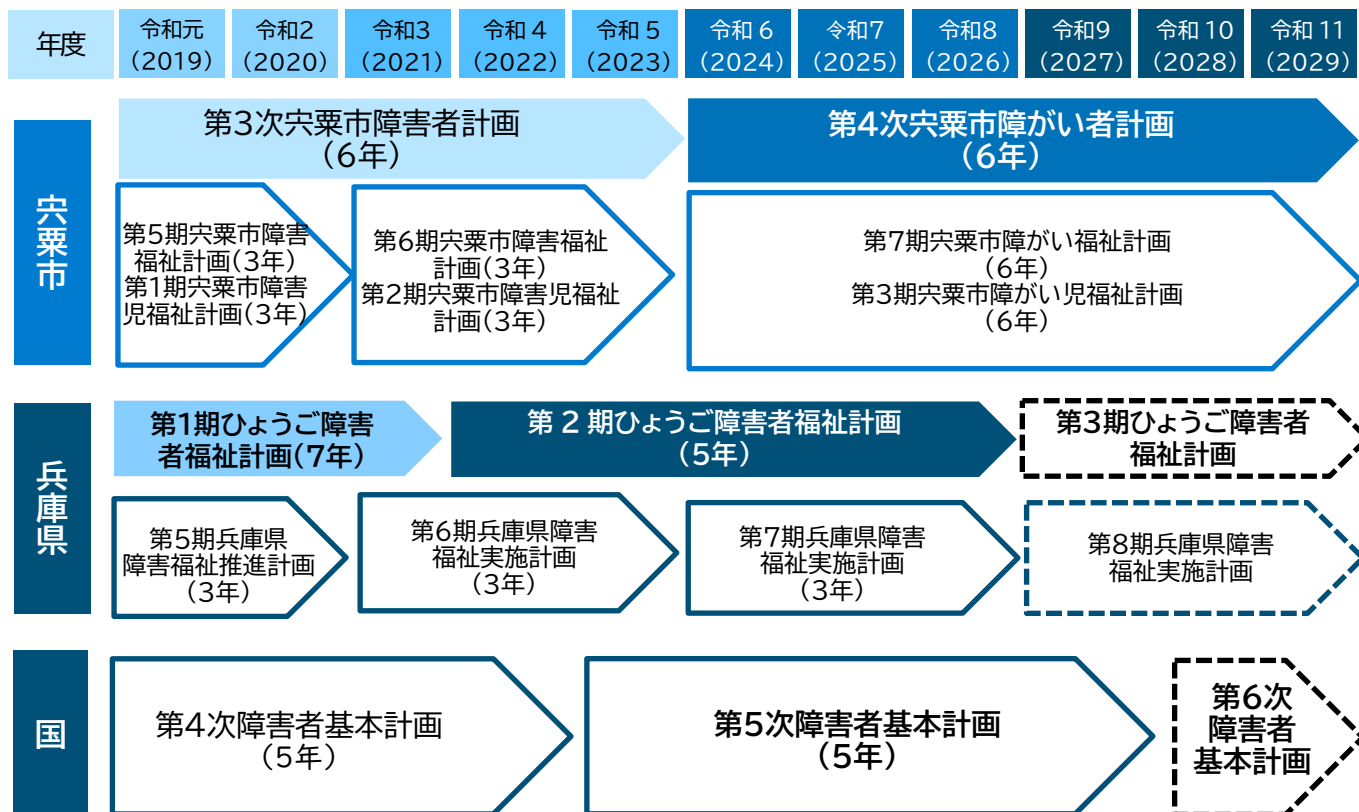 年度
令和元
(2019)
令和2
(2020)
令和3
(2021)
令和4
(2022)
令和5
(2023)
令和6
(2024)
令和7
(2025)
令和8
(2026)
令和9
(2027)
令和10
(2028)
令和11
(2029)
宍粟市
第3次宍粟市障害者計画
(6年)
第4次宍粟市障がい者計画
(6年)
第5期宍粟市障害
福祉計画(3年)
第1期宍粟市障害
児福祉計画(3年)
第6期宍粟市障害福祉
計画(3年)
第2期宍粟市障害児福祉
計画(3年)
第7期宍粟市障がい福祉計画
(6年)
第3期宍粟市障がい児福祉計画
(6年)
兵庫県
第1期ひょうご障害
者福祉計画(7年)
第2期ひょうご障害者福祉計画
(5年)
第3期ひょうご障害者
福祉計画
第5期兵庫県
障害福祉推進計画
(3年)
第6期兵庫県障害
福祉実施計画
(3年)
第7期兵庫県障害
福祉実施計画
(3年)
第8期兵庫県障害
福祉実施計画
国
第4次障害者基本計画
(5年)
第5次障害者基本計画
(5年)
第6次
障害者
基本計画